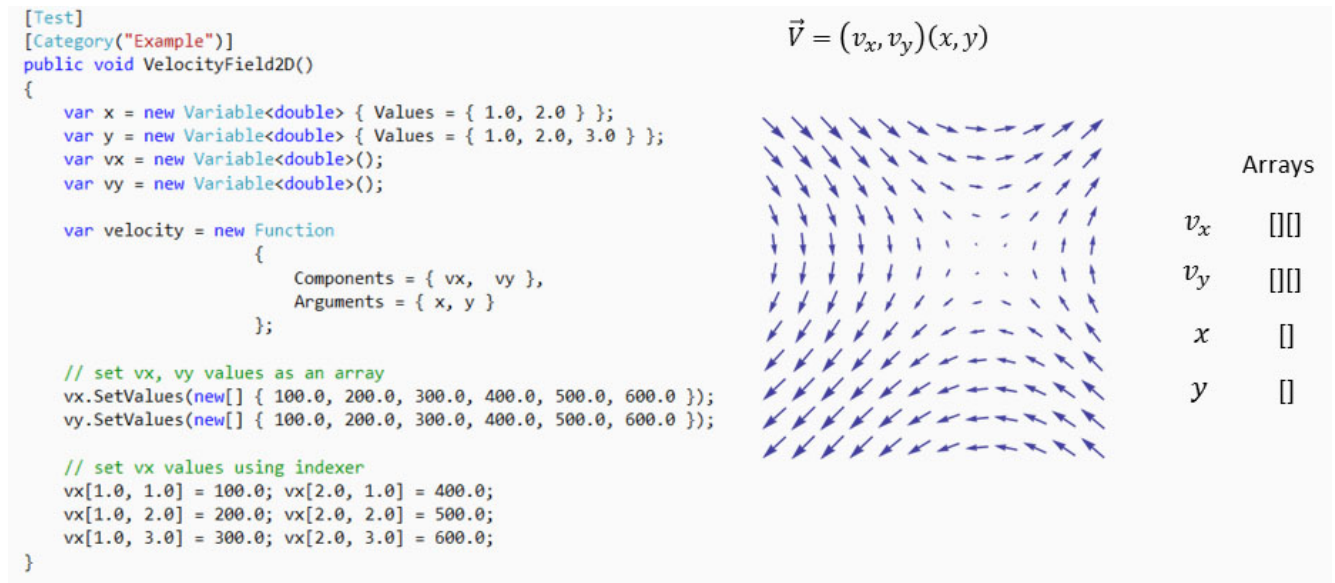 [Test]
[Category("Example")]
public void VelocityField2D()
{
    var x = new Variable<double> { Values = { 1.0, 2.0 } };
    var y = new Variable<double> { Values = { 1.0, 2.0, 3.0 } };
    var vx = new Variable<double>();
    var vy = new Variable<double>();
    var velocity = new Function
                    {
                        Components = { vx,  vy },
                        Arguments = { x, y }
                    };
    // set vx, vy values as an array
    vx.SetValues(new[] { 100.0, 200.0, 300.0, 400.0, 500.0, 600.0 });
    vy.SetValues(new[] { 100.0, 200.0, 300.0, 400.0, 500.0, 600.0 });
    // set vx values using indexer
    vx[1.0, 1.0] = 100.0; vx[2.0, 1.0] = 400.0;
    vx[1.0, 2.0] = 200.0; vx[2.0, 2.0] = 500.0;
    vx[1.0, 3.0] = 300.0; vx[2.0, 3.0] = 600.0;
}
V⃗ = (vₓ, v_y)(x, y)
Arrays
vₓ [][]
v_y [][]
x []
y []